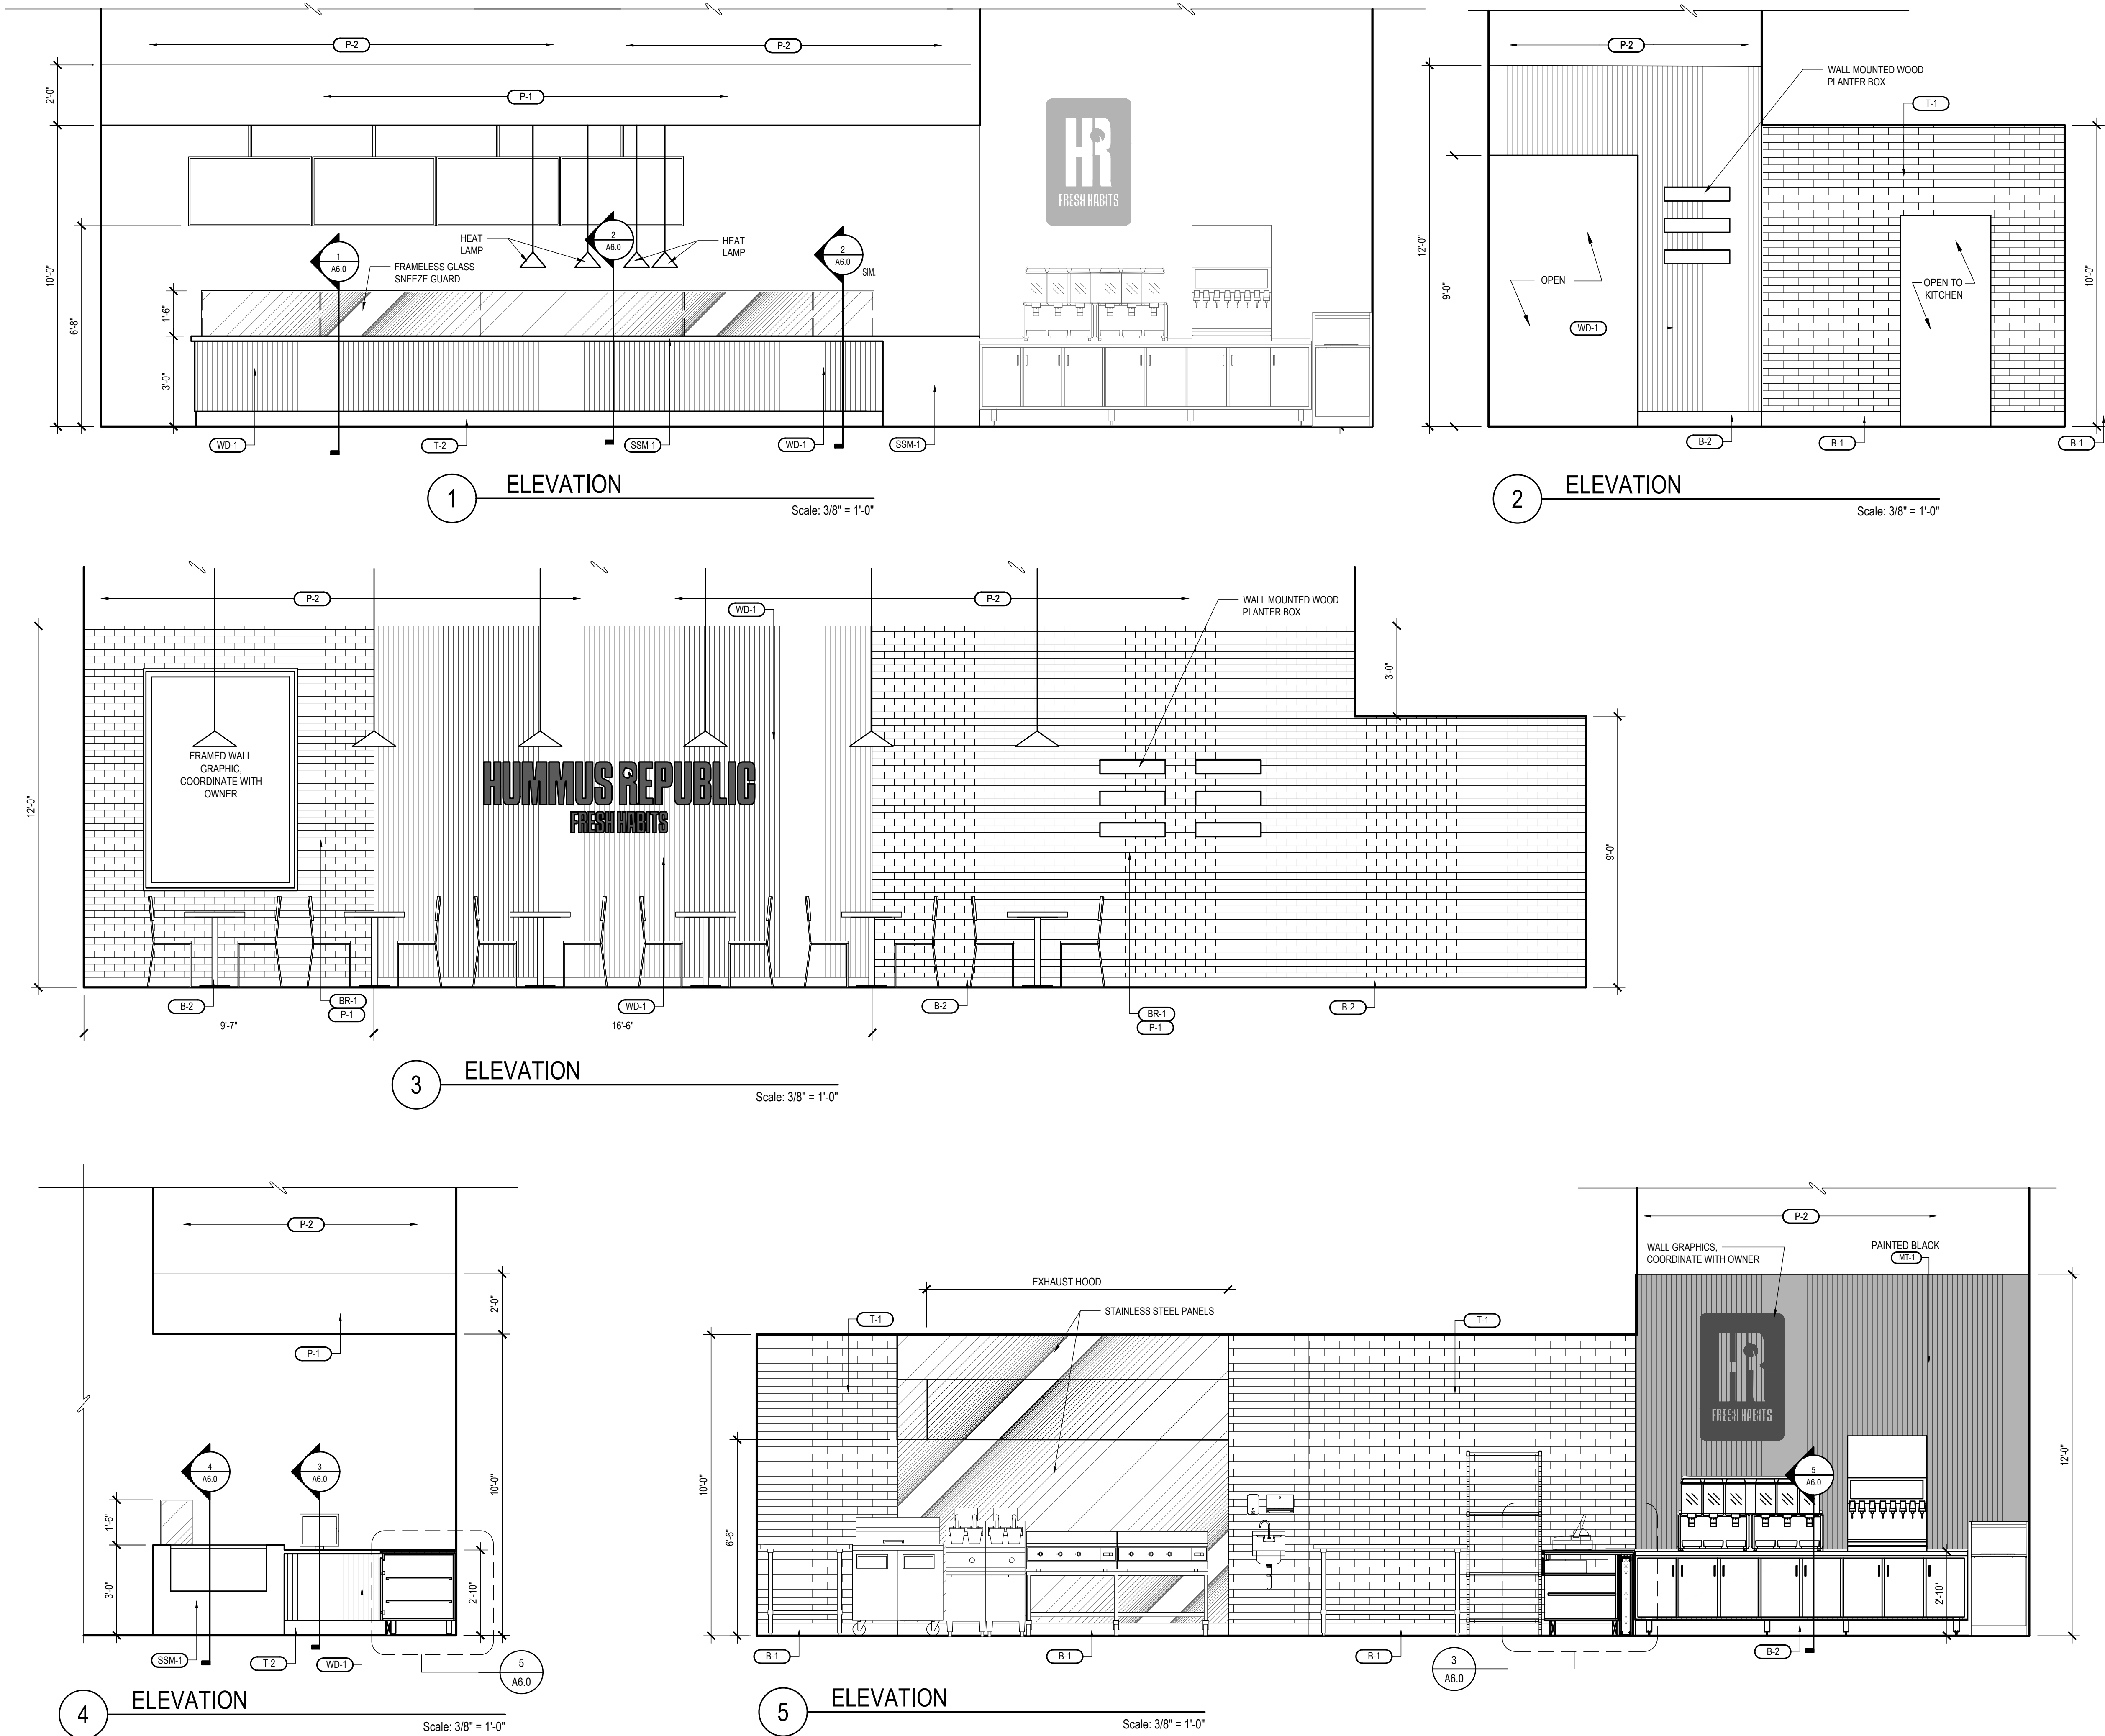 P-2
P-2
P-1
2'-0"
10'-0"
6'-8"
1'-6"
3'-0"
HEAT
LAMP
HEAT
LAMP
FRAMELESS GLASS
SNEEZE GUARD
1
A6.0
2
A6.0
2
A6.0
SIM.
HR
FRESH HABITS
WD-1
T-2
SSM-1
WD-1
SSM-1
1
ELEVATION
Scale: 3/8" = 1'-0"
P-2
WALL MOUNTED WOOD
PLANTER BOX
T-1
12'-0"
9'-0"
10'-0"
OPEN
OPEN TO
KITCHEN
WD-1
B-2
B-1
B-1
2
ELEVATION
Scale: 3/8" = 1'-0"
P-2
P-2
WD-1
WALL MOUNTED WOOD
PLANTER BOX
3'-0"
12'-0"
9'-0"
FRAMED WALL
GRAPHIC,
COORDINATE WITH
OWNER
HUMMUS REPUBLIC
FRESH HABITS
B-2
BR-1
P-1
WD-1
B-2
BR-1
P-1
B-2
9'-7"
16'-6"
3
ELEVATION
Scale: 3/8" = 1'-0"
P-2
P-1
2'-0"
10'-0"
4
A6.0
3
A6.0
1'-6"
3'-0"
2'-10"
SSM-1
T-2
WD-1
5
A6.0
4
ELEVATION
Scale: 3/8" = 1'-0"
P-2
WALL GRAPHICS,
COORDINATE WITH OWNER
PAINTED BLACK
MT-1
EXHAUST HOOD
STAINLESS STEEL PANELS
T-1
T-1
HR
FRESH HABITS
10'-0"
6'-6"
12'-0"
2'-10"
5
A6.0
B-1
B-1
B-1
3
A6.0
B-2
5
ELEVATION
Scale: 3/8" = 1'-0"